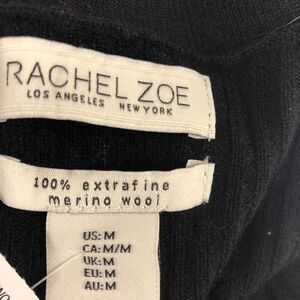 RACHEL ZOE
LOS ANGELES NEW YORK
100% extrafine
merino wool
US: M
CA: M/M
UK: M
EU: M
AU: M